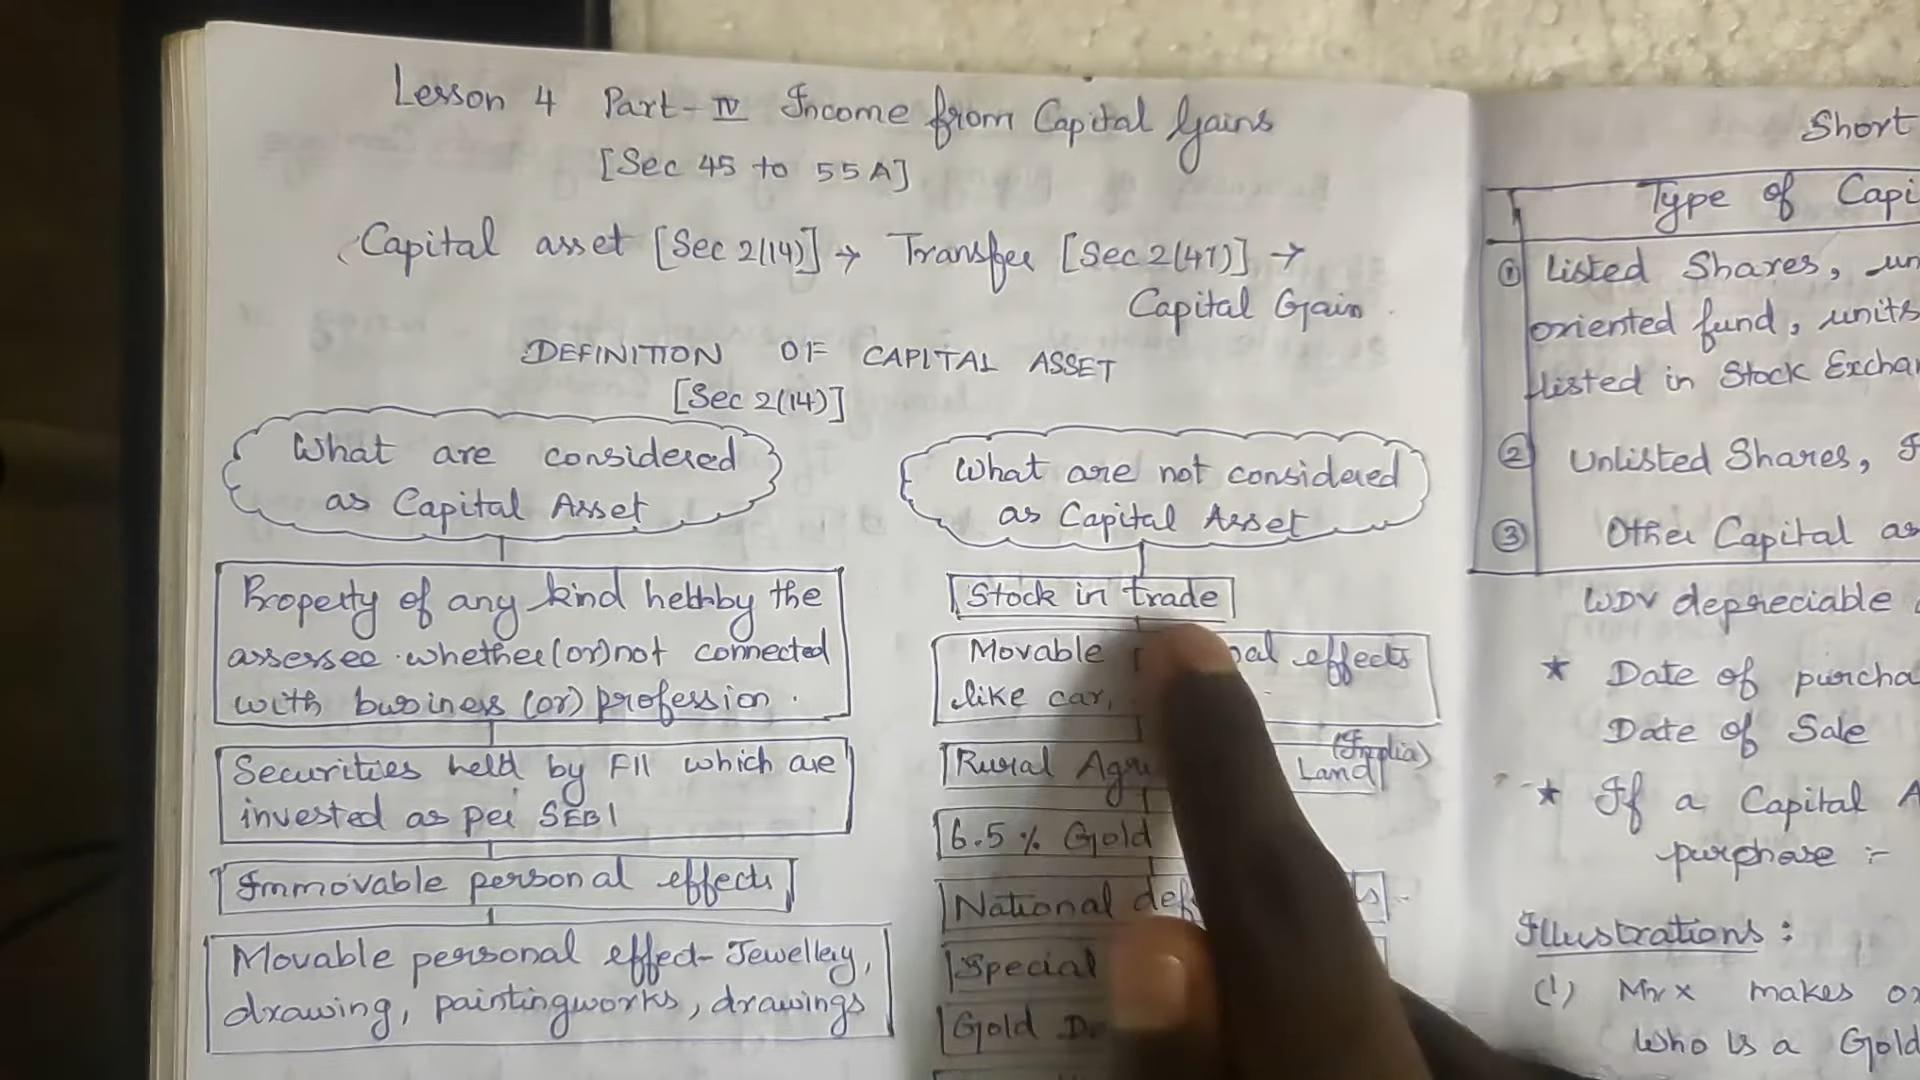 Lesson 4 Part-IV Income from Capital Gains
[Sec 45 to 55A]
Capital asset [Sec 2(14)] → Transfer [Sec 2(47)] →
Capital Gain
DEFINITION OF CAPITAL ASSET
[Sec 2(14)]
What are considered
as Capital Asset
Property of any kind held by the
assessee whether (or) not connected
with business (or) profession.
Securities held by FII which are
invested as per SEBI
Immovable personal effects
Movable personal effect- Jewellery,
drawing, paintingworks, drawings
What are not considered
as Capital Asset
Stock in trade
Movable effects
like car,
Rural Land (India)
6.5% Gold
National
Special
Gold
Short
Type of
① Listed Shares,
oriented fund, units
listed in Stock
② Unlisted Shares,
③ Other Capital
WDV depreciable
* Date of
Date of Sale
* If a Capital
purphase :-
Illustrations :
(1) Mr X makes
who is a Gold